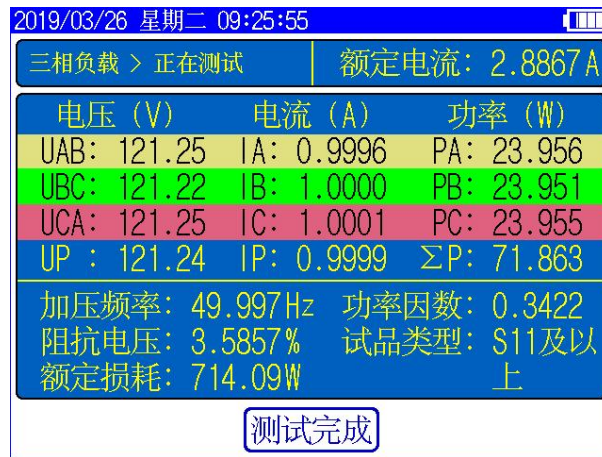 2019/03/26 星期二 09:25:55
三相负载 > 正在测试 额定电流: 2.8867A
电压 (V) 电流 (A) 功率 (W)
UAB: 121.25 IA: 0.9996 PA: 23.956
UBC: 121.22 IB: 1.0000 PB: 23.951
UCA: 121.25 IC: 1.0001 PC: 23.955
UP : 121.24 IP: 0.9999 ΣP: 71.863
加压频率: 49.997Hz 功率因数: 0.3422
阻抗电压: 3.5857% 试品类型: S11及以
额定损耗: 714.09W 上
测试完成